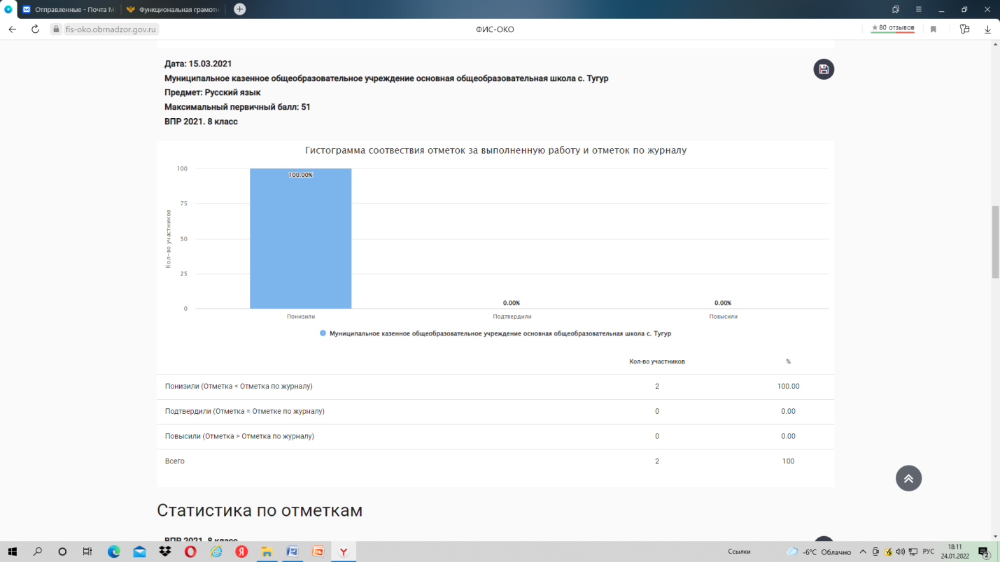 Отправленные - Почта M
Функциональная грамотн
fis-oko.obrnadzor.gov.ru
ФИС-ОКО
★ 80 отзывов
Дата: 15.03.2021
Муниципальное казенное общеобразовательное учреждение основная общеобразовательная школа с. Тугур
Предмет: Русский язык
Максимальный первичный балл: 51
ВПР 2021. 8 класс
Гистограмма соотвествия отметок за выполненную работу и отметок по журналу
Кол-во участников
100
75
50
25
0
100.00%
0.00%
0.00%
Понизили
Подтвердили
Повысили
Муниципальное казенное общеобразовательное учреждение основная общеобразовательная школа с. Тугур
Кол-во участников %
Понизили (Отметка < Отметка по журналу) 2 100.00
Подтвердили (Отметка = Отметке по журналу) 0 0.00
Повысили (Отметка > Отметка по журналу) 0 0.00
Всего 2 100
Статистика по отметкам
ВПР 2021. 8 класс
Ссылки
-6°C Облачно
РУС
18:11
24.01.2022
2